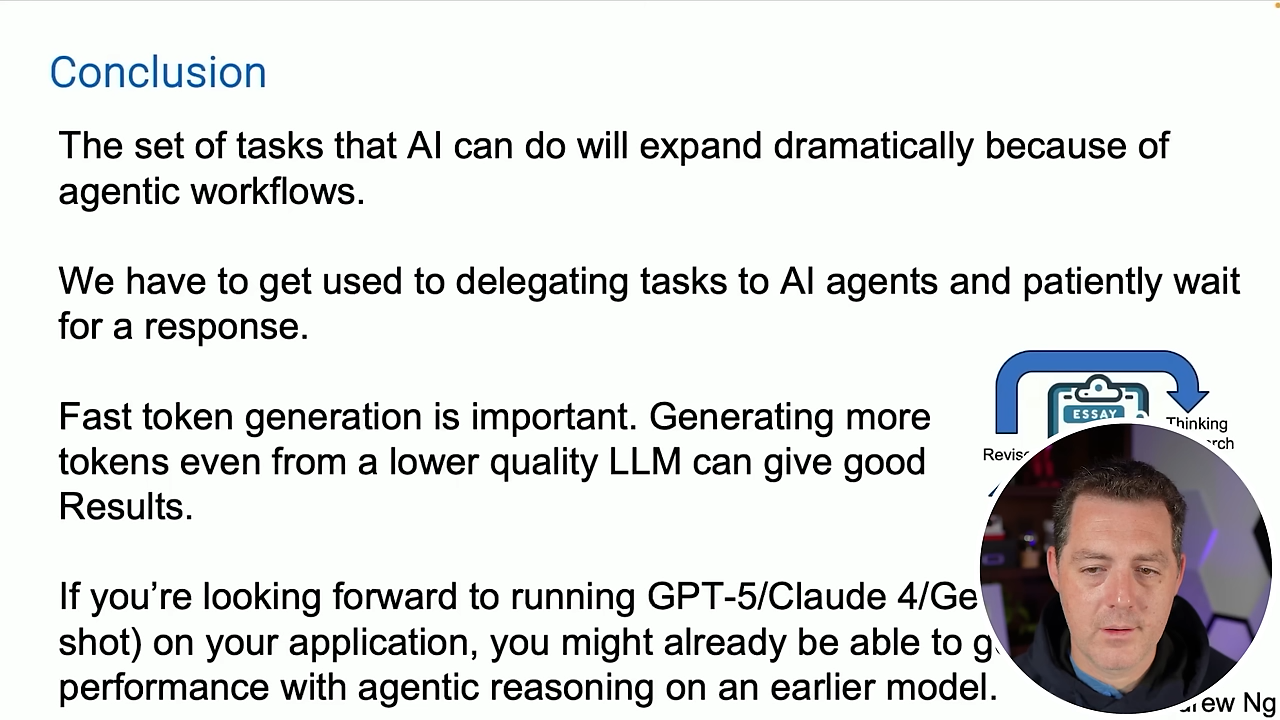 Conclusion
The set of tasks that AI can do will expand dramatically because of
agentic workflows.
We have to get used to delegating tasks to AI agents and patiently wait
for a response.
Fast token generation is important. Generating more
tokens even from a lower quality LLM can give good
Results.
ESSAY
Thinking
If you’re looking forward to running GPT-5/Claude 4/
shot) on your application, you might already be able to
performance with agentic reasoning on an earlier model.
Ng